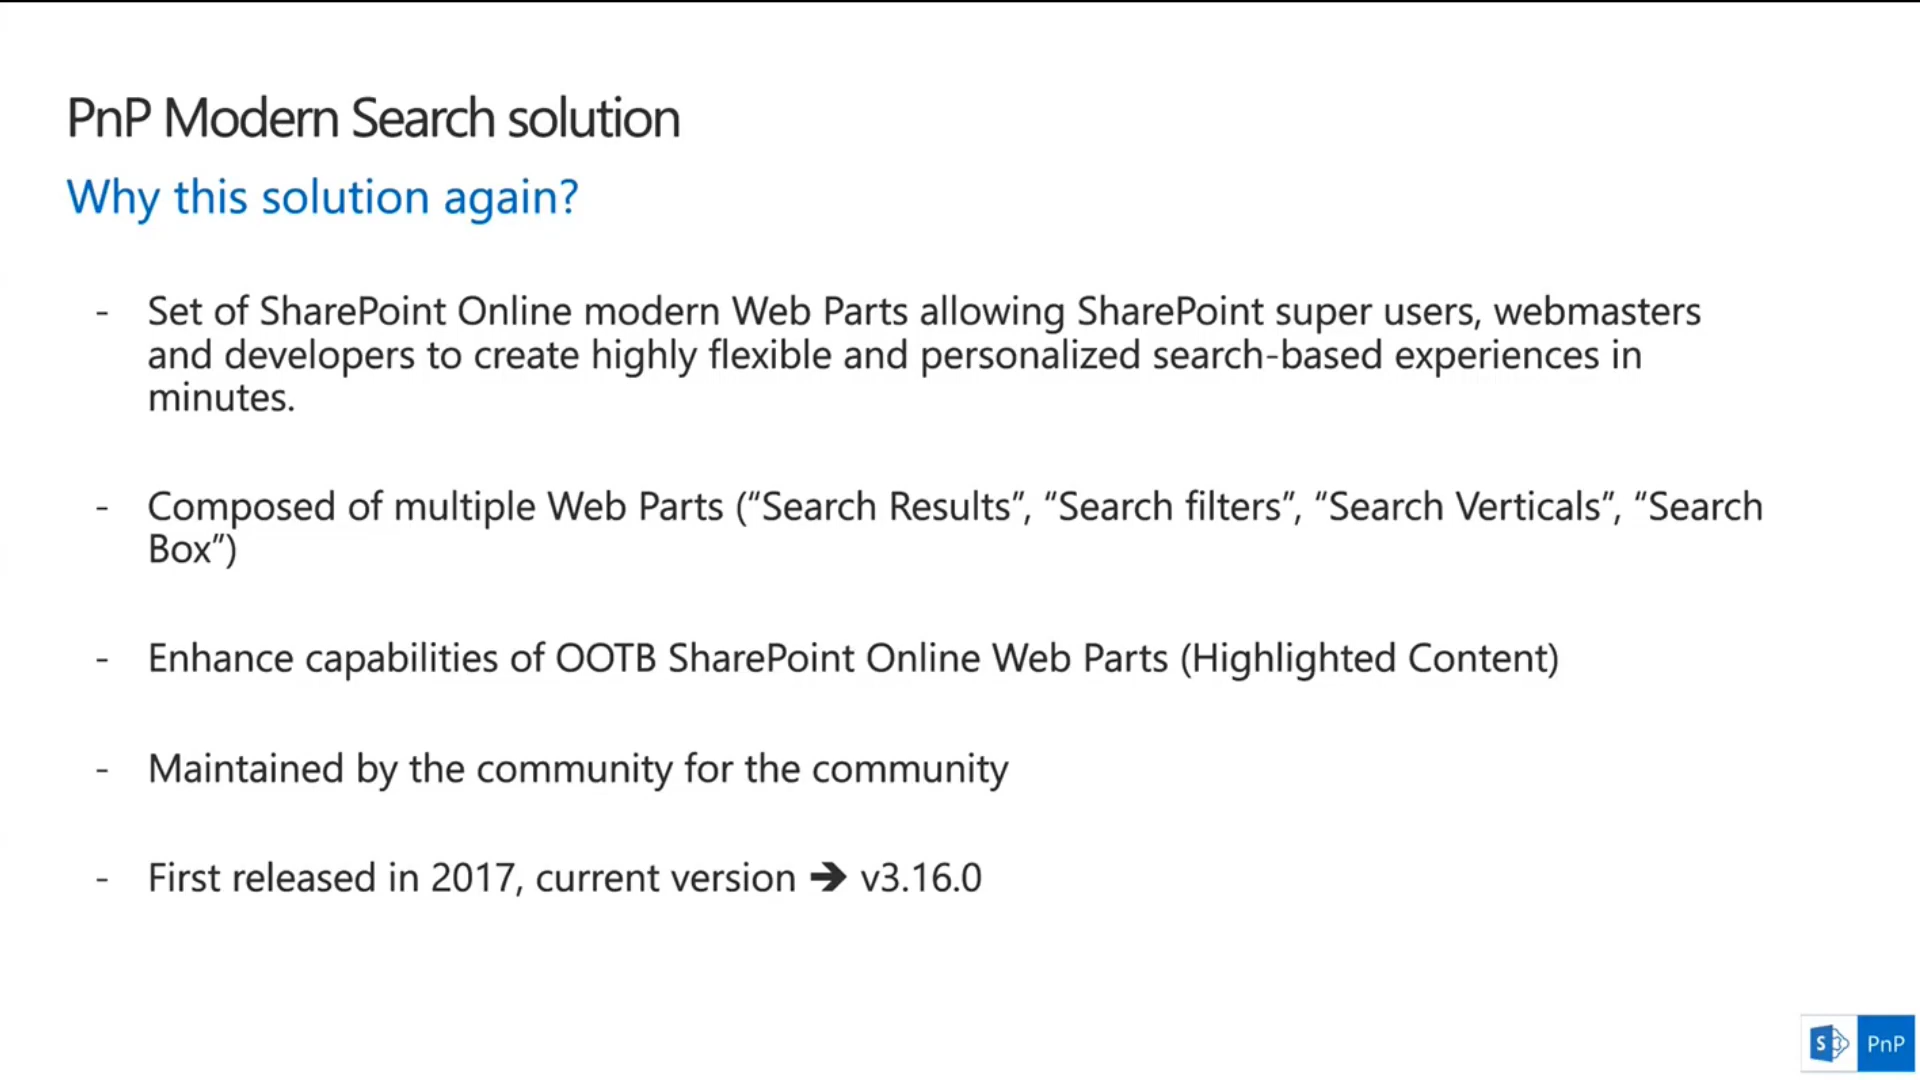 PnP Modern Search solution
Why this solution again?
- Set of SharePoint Online modern Web Parts allowing SharePoint super users, webmasters
and developers to create highly flexible and personalized search-based experiences in
minutes.
- Composed of multiple Web Parts (“Search Results”, “Search filters”, “Search Verticals”, “Search
Box”)
- Enhance capabilities of OOTB SharePoint Online Web Parts (Highlighted Content)
- Maintained by the community for the community
- First released in 2017, current version ➔ v3.16.0
S PnP